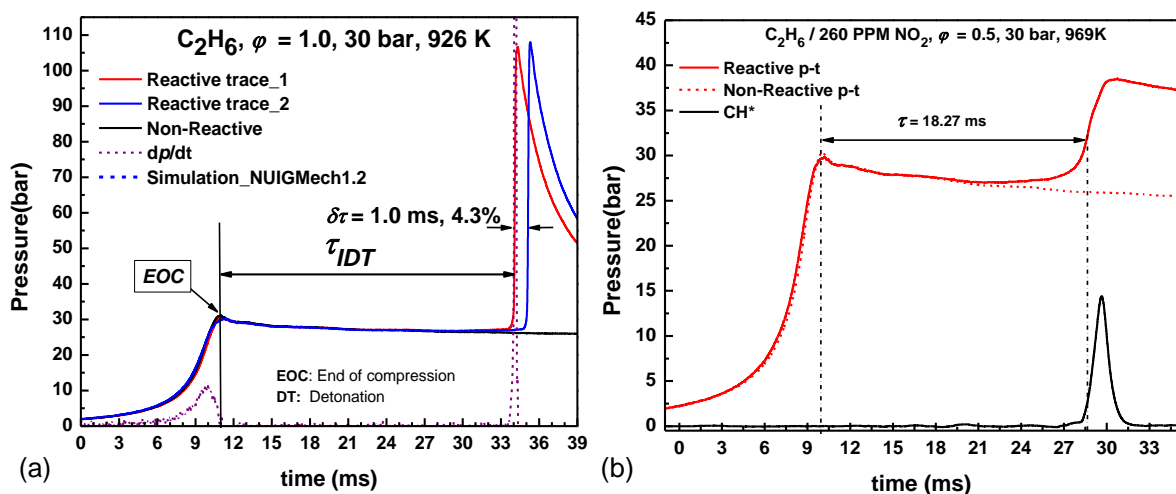 C₂H₆, φ = 1.0, 30 bar, 926 K
Reactive trace_1
Reactive trace_2
Non-Reactive
dp/dt
Simulation_NUIGMech1.2
δτ = 1.0 ms, 4.3%
τIDT
EOC
EOC: End of compression
DT: Detonation
Pressure(bar)
110
100
90
80
70
60
50
40
30
20
10
0
0 3 6 9 12 15 18 21 24 27 30 33 36 39
time (ms)
(a)
C₂H₆ / 260 PPM NO₂, φ = 0.5, 30 bar, 969K
Reactive p-t
Non-Reactive p-t
CH*
τ = 18.27 ms
Pressure(bar)
45
40
35
30
25
20
15
10
5
0
0 3 6 9 12 15 18 21 24 27 30 33
time (ms)
(b)